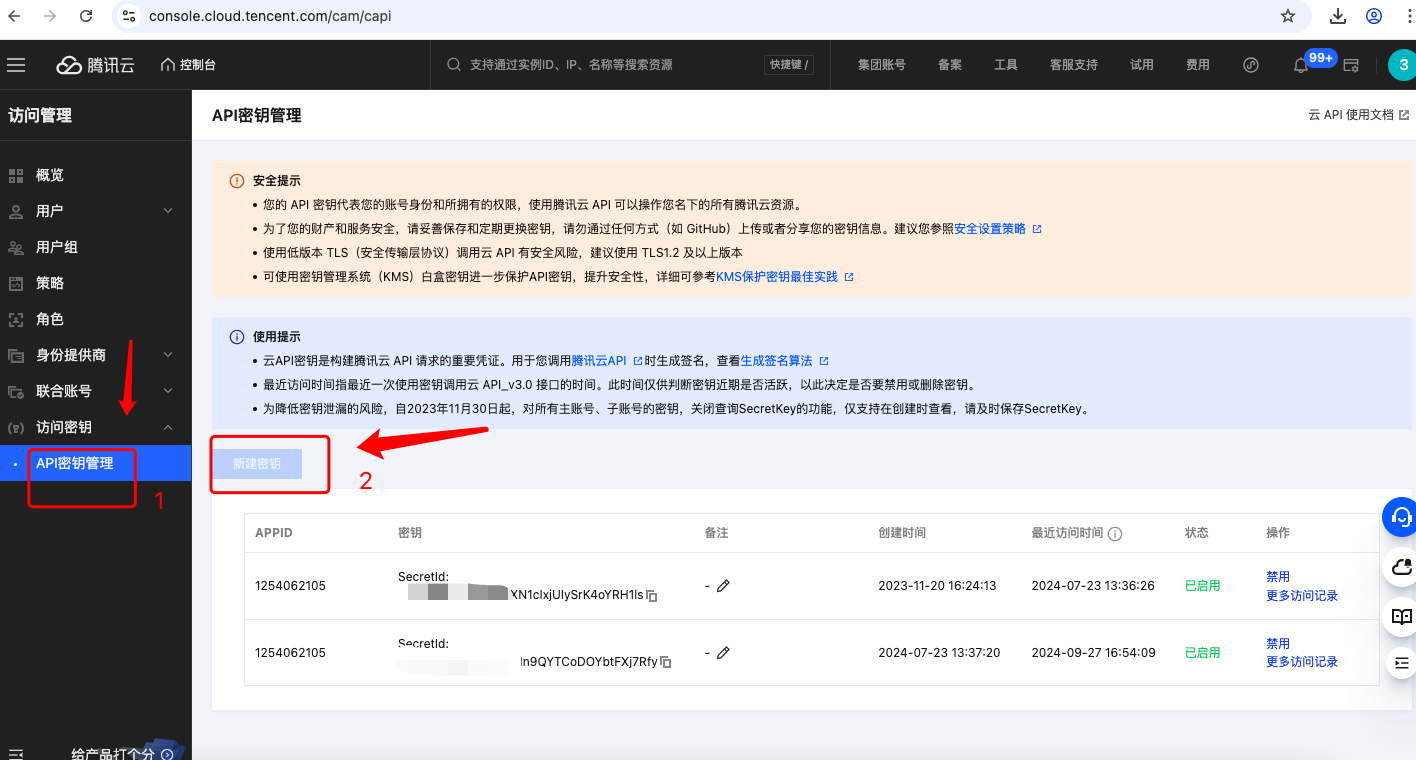 console.cloud.tencent.com/cam/capi
腾讯云
控制台
支持通过实例ID、IP、名称等搜索资源
快捷键 /
集团账号
备案
工具
客服支持
试用
费用
99+
3
访问管理
概览
用户
用户组
策略
角色
身份提供商
联合账号
访问密钥
API密钥管理
1
给产品打个分
API密钥管理
云 API 使用文档
安全提示
• 您的 API 密钥代表您的账号身份和所拥有的权限，使用腾讯云 API 可以操作您名下的所有腾讯云资源。
• 为了您的财产和服务安全，请妥善保存和定期更换密钥，请勿通过任何方式（如 GitHub）上传或者分享您的密钥信息。建议您参照安全设置策略
• 使用低版本 TLS（安全传输层协议）调用云 API 有安全风险，建议使用 TLS1.2 及以上版本
• 可使用密钥管理系统（KMS）白盒密钥进一步保护API密钥，提升安全性，详细可参考KMS保护密钥最佳实践
使用提示
• 云API密钥是构建腾讯云 API 请求的重要凭证。用于您调用腾讯云API 时生成签名，查看生成签名算法
• 最近访问时间指最近一次使用密钥调用云 API_v3.0 接口的时间。此时间仅供判断密钥近期是否活跃，以此决定是否要禁用或删除密钥。
• 为降低密钥泄漏的风险，自2023年11月30日起，对所有主账号、子账号的密钥，关闭查询SecretKey的功能，仅支持在创建时查看，请及时保存SecretKey。
新建密钥
2
APPID 密钥 备注 创建时间 最近访问时间 状态 操作
SecretId:
1254062105 XN1clxjUlySrK4oYRH1ls - 2023-11-20 16:24:13 2024-07-23 13:36:26 已启用 禁用
更多访问记录
SecretId:
1254062105 ln9QYTCoDOYbtFXj7Rfy - 2024-07-23 13:37:20 2024-09-27 16:54:09 已启用 禁用
更多访问记录